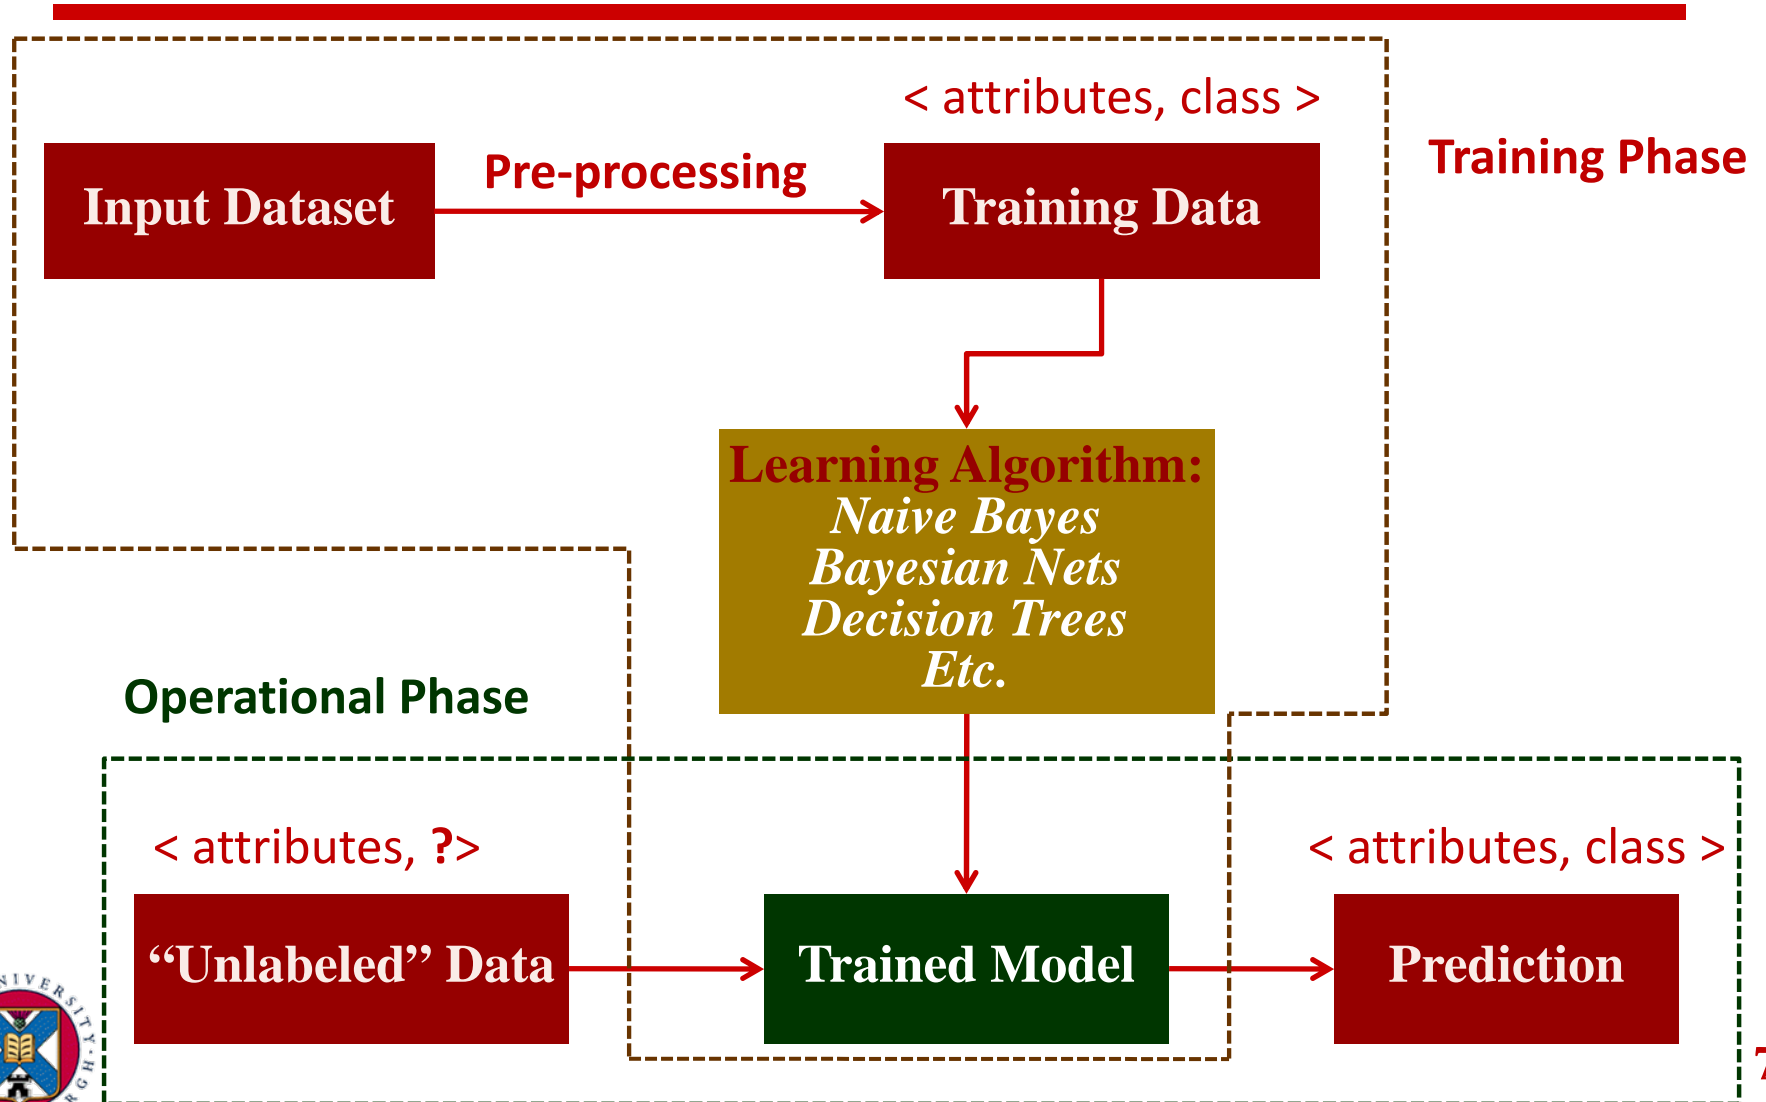 < attributes, class >
Training Phase
Input Dataset
Pre-processing
Training Data
Learning Algorithm:
Naive Bayes
Bayesian Nets
Decision Trees
Etc.
Operational Phase
< attributes, ?>
< attributes, class >
“Unlabeled” Data
Trained Model
Prediction